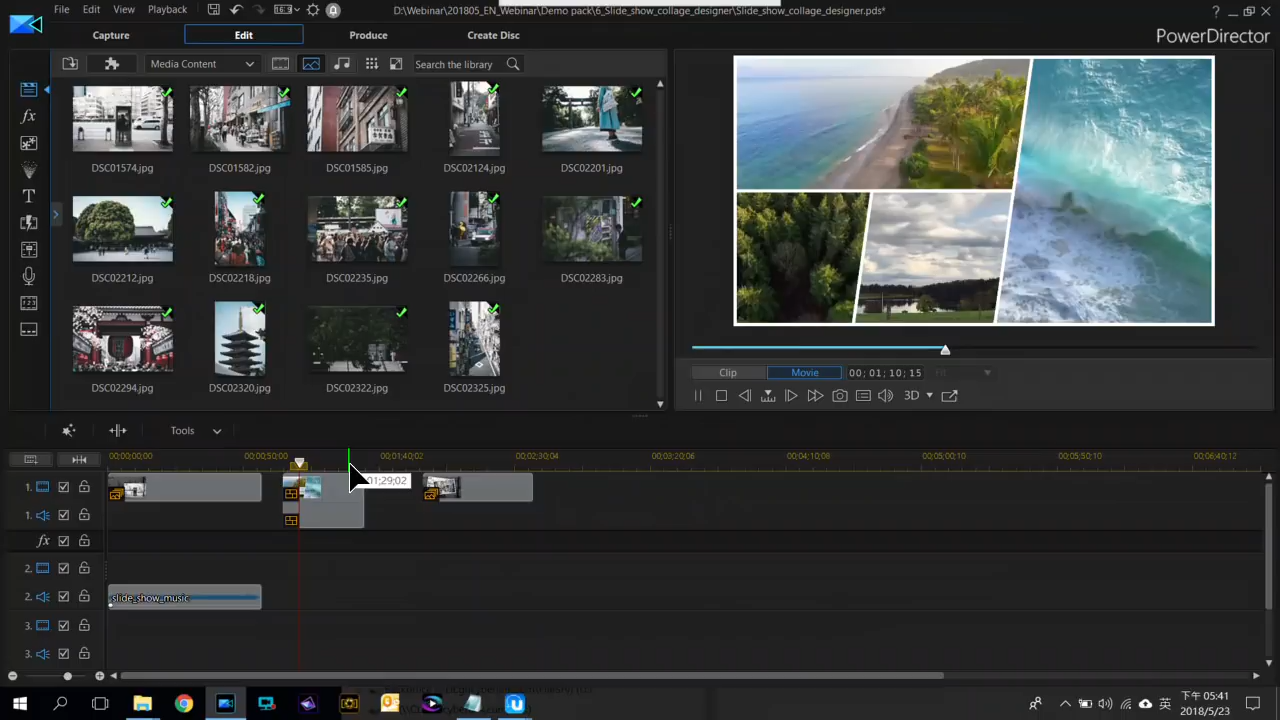 File Edit View Playback 16:9 D:\Webinar\201805_EN_Webinar\Demo pack\6_Slide_show_collage_designer\Slide_show_collage_designer.pds*
Capture Edit Produce Create Disc PowerDirector
Media Content Search the library
DSC01574.jpg DSC01582.jpg DSC01585.jpg DSC02124.jpg DSC02201.jpg
DSC02212.jpg DSC02218.jpg DSC02235.jpg DSC02266.jpg DSC02283.jpg
DSC02294.jpg DSC02320.jpg DSC02322.jpg DSC02325.jpg
Clip Movie 00; 01; 10; 15 Fit
3D
Tools
00;00;00;00 00;00;50;00 00;01;40;02 00;02;30;04 00;03;20;06 00;04;10;08 00;05;00;10 00;05;50;10 00;06;40;12
01;29;02
1.
1.
fx
2.
2. slide_show_music
3.
3.
英 下午 05:41
2018/5/23